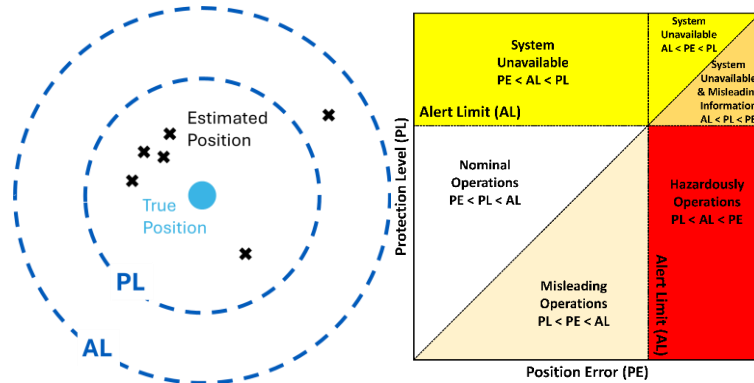 Estimated
Position
True
Position
PL
AL
System
Unavailable
PE < AL < PL
System
Unavailable
AL < PE < PL
System
Unavailable
& Misleading
Information
AL < PL < PE
Alert Limit (AL)
Protection Level (PL)
Nominal
Operations
PE < PL < AL
Hazardously
Operations
PL < AL < PE
Misleading
Operations
PL < PE < AL
Alert Limit (AL)
Position Error (PE)